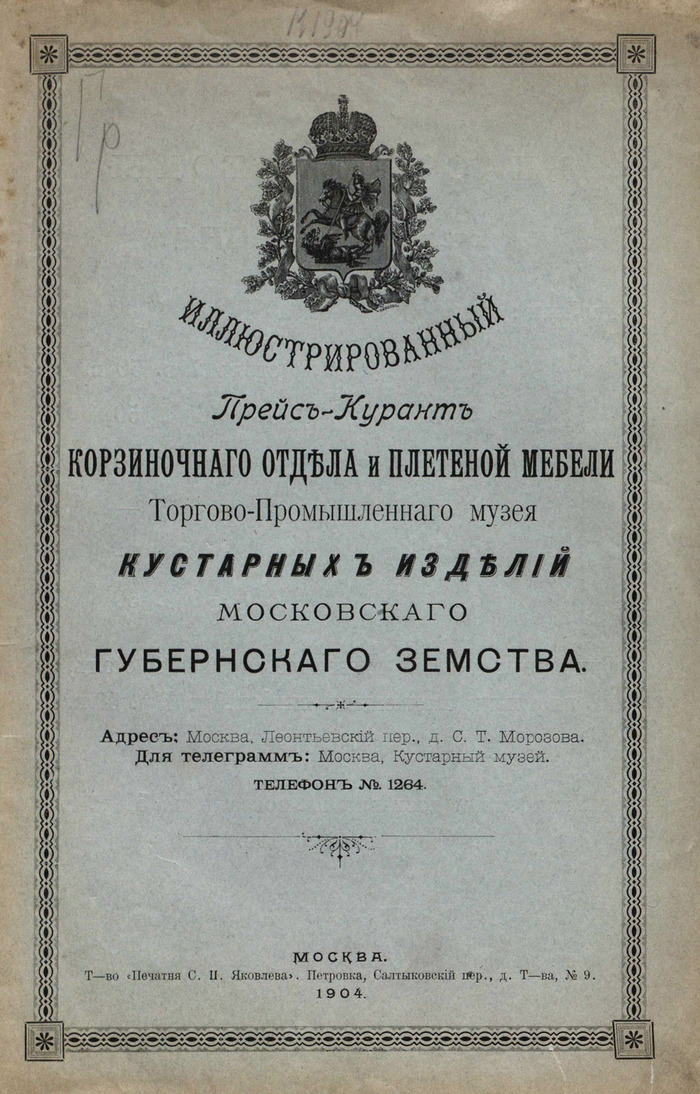 К1904
Пр
ИЛЛЮСТРИРОВАННЫЙ
Прейсъ-Курантъ
КОРЗИНОЧНАГО ОТДѢЛА и ПЛЕТЕНОЙ МЕБЕЛИ
Торгово-Промышленнаго музея
КУСТАРНЫХЪ ИЗДѢЛІЙ
МОСКОВСКАГО
ГУБЕРНСКАГО ЗЕМСТВА.
Адресъ: Москва, Леонтьевскій пер., д. С. Т. Морозова.
Для телеграммъ: Москва, Кустарный музей.
ТЕЛЕФОНЪ №. 1264.
МОСКВА.
Т—во «Печатня С. П. Яковлева». Петровка, Салтыковскій пер., д. Т—ва, № 9.
1904.